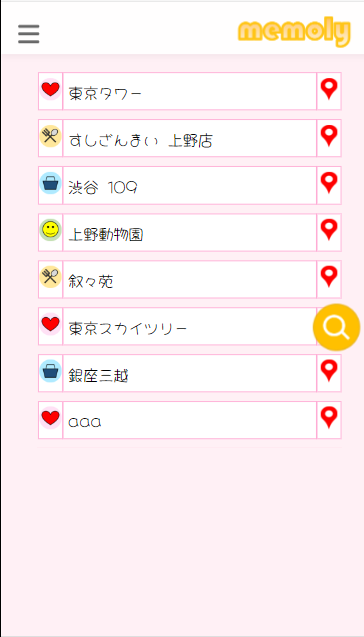 memoly
東京タワー
すしざんまい 上野店
渋谷 109
上野動物園
叙々苑
東京スカイツリー
銀座三越
aaa